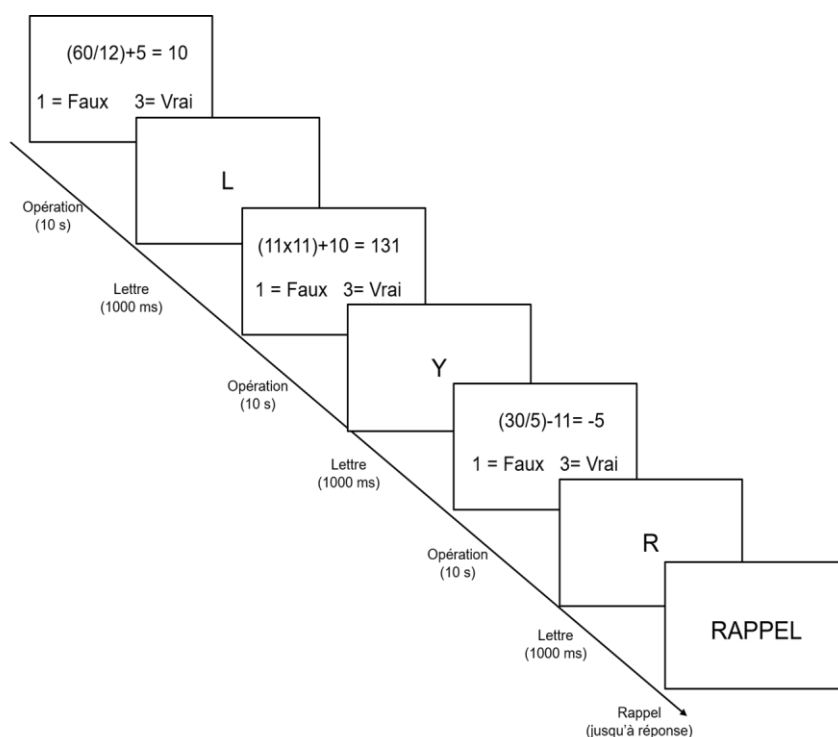 (60/12)+5 = 10
1 = Faux 3= Vrai
L
Opération
(10 s)
(11x11)+10 = 131
1 = Faux 3= Vrai
Lettre
(1000 ms)
Y
Opération
(10 s)
(30/5)-11= -5
1 = Faux 3= Vrai
Lettre
(1000 ms)
R
Opération
(10 s)
RAPPEL
Lettre
(1000 ms)
Rappel
(jusqu'à réponse)